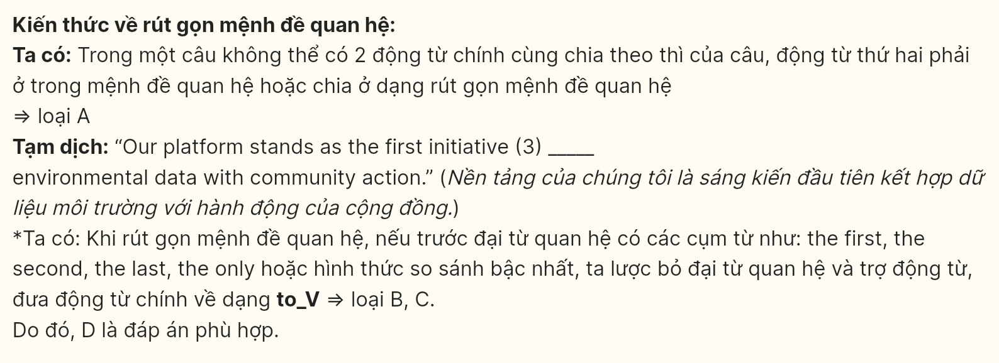 Kiến thức về rút gọn mệnh đề quan hệ:
Ta có: Trong một câu không thể có 2 động từ chính cùng chia theo thì của câu, động từ thứ hai phải
ở trong mệnh đề quan hệ hoặc chia ở dạng rút gọn mệnh đề quan hệ
⇒ loại A
Tạm dịch: “Our platform stands as the first initiative (3) _____
environmental data with community action.” (Nền tảng của chúng tôi là sáng kiến đầu tiên kết hợp dữ
liệu môi trường với hành động của cộng đồng.)
*Ta có: Khi rút gọn mệnh đề quan hệ, nếu trước đại từ quan hệ có các cụm từ như: the first, the
second, the last, the only hoặc hình thức so sánh bậc nhất, ta lược bỏ đại từ quan hệ và trợ động từ,
đưa động từ chính về dạng to_V ⇒ loại B, C.
Do đó, D là đáp án phù hợp.